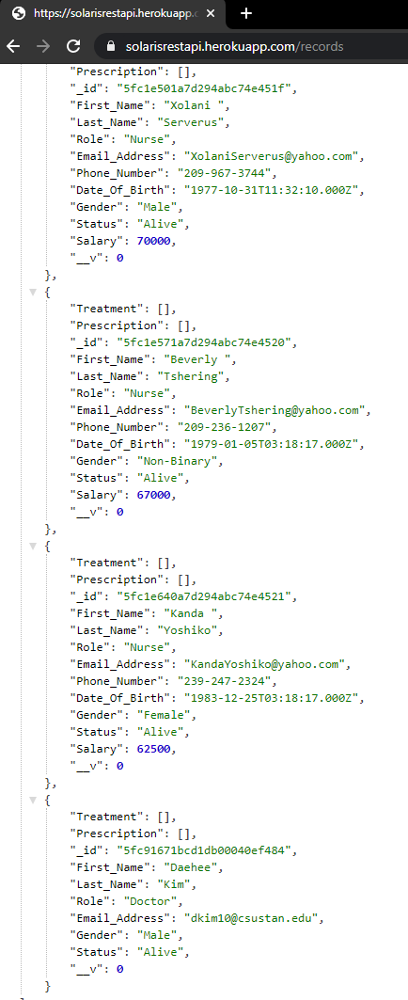 https://solarisrestapi.herokuapp.c
solarisrestapi.herokuapp.com/records
"Prescription": [],
"_id": "5fc1e501a7d294abc74e451f",
"First_Name": "Xolani ",
"Last_Name": "Serverus",
"Role": "Nurse",
"Email_Address": "XolaniServerus@yahoo.com",
"Phone_Number": "209-967-3744",
"Date_Of_Birth": "1977-10-31T11:32:10.000Z",
"Gender": "Male",
"Status": "Alive",
"Salary": 70000,
"__v": 0
},
{
"Treatment": [],
"Prescription": [],
"_id": "5fc1e571a7d294abc74e4520",
"First_Name": "Beverly ",
"Last_Name": "Tshering",
"Role": "Nurse",
"Email_Address": "BeverlyTshering@yahoo.com",
"Phone_Number": "209-236-1207",
"Date_Of_Birth": "1979-01-05T03:18:17.000Z",
"Gender": "Non-Binary",
"Status": "Alive",
"Salary": 67000,
"__v": 0
},
{
"Treatment": [],
"Prescription": [],
"_id": "5fc1e640a7d294abc74e4521",
"First_Name": "Kanda ",
"Last_Name": "Yoshiko",
"Role": "Nurse",
"Email_Address": "KandaYoshiko@yahoo.com",
"Phone_Number": "239-247-2324",
"Date_Of_Birth": "1983-12-25T03:18:17.000Z",
"Gender": "Female",
"Status": "Alive",
"Salary": 62500,
"__v": 0
},
{
"Treatment": [],
"Prescription": [],
"_id": "5fc91671bcd1db00040ef484",
"First_Name": "Daehee",
"Last_Name": "Kim",
"Role": "Doctor",
"Email_Address": "dkim10@csustan.edu",
"Gender": "Male",
"Status": "Alive",
"__v": 0
}